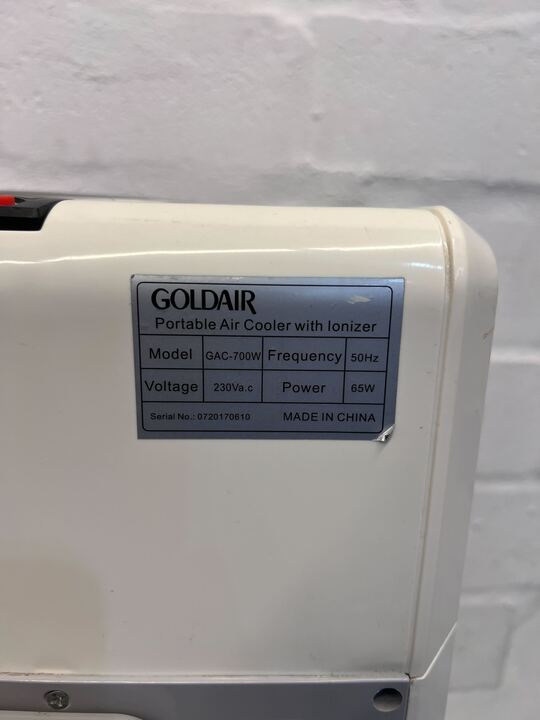 GOLDAIR
Portable Air Cooler with Ionizer
Model GAC-700W Frequency 50Hz
Voltage 230Va.c Power 65W
Serial No.: 0720170610 MADE IN CHINA